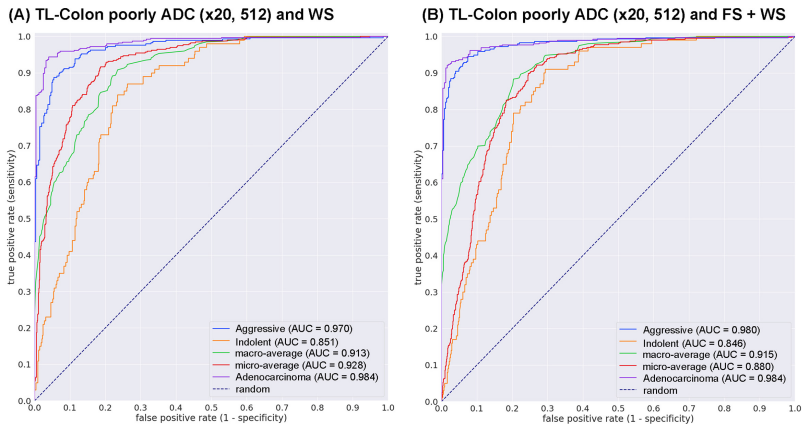 (A) TL-Colon poorly ADC (x20, 512) and WS
true positive rate (sensitivity)
1.0
0.9
0.8
0.7
0.6
0.5
0.4
0.3
0.2
0.1
0.0
Aggressive (AUC = 0.970)
Indolent (AUC = 0.851)
macro-average (AUC = 0.913)
micro-average (AUC = 0.928)
Adenocarcinoma (AUC = 0.984)
random
0.0 0.1 0.2 0.3 0.4 0.5 0.6 0.7 0.8 0.9 1.0
false positive rate (1 - specificity)
(B) TL-Colon poorly ADC (x20, 512) and FS + WS
true positive rate (sensitivity)
1.0
0.9
0.8
0.7
0.6
0.5
0.4
0.3
0.2
0.1
0.0
Aggressive (AUC = 0.980)
Indolent (AUC = 0.846)
macro-average (AUC = 0.915)
micro-average (AUC = 0.880)
Adenocarcinoma (AUC = 0.984)
random
0.0 0.1 0.2 0.3 0.4 0.5 0.6 0.7 0.8 0.9 1.0
false positive rate (1 - specificity)